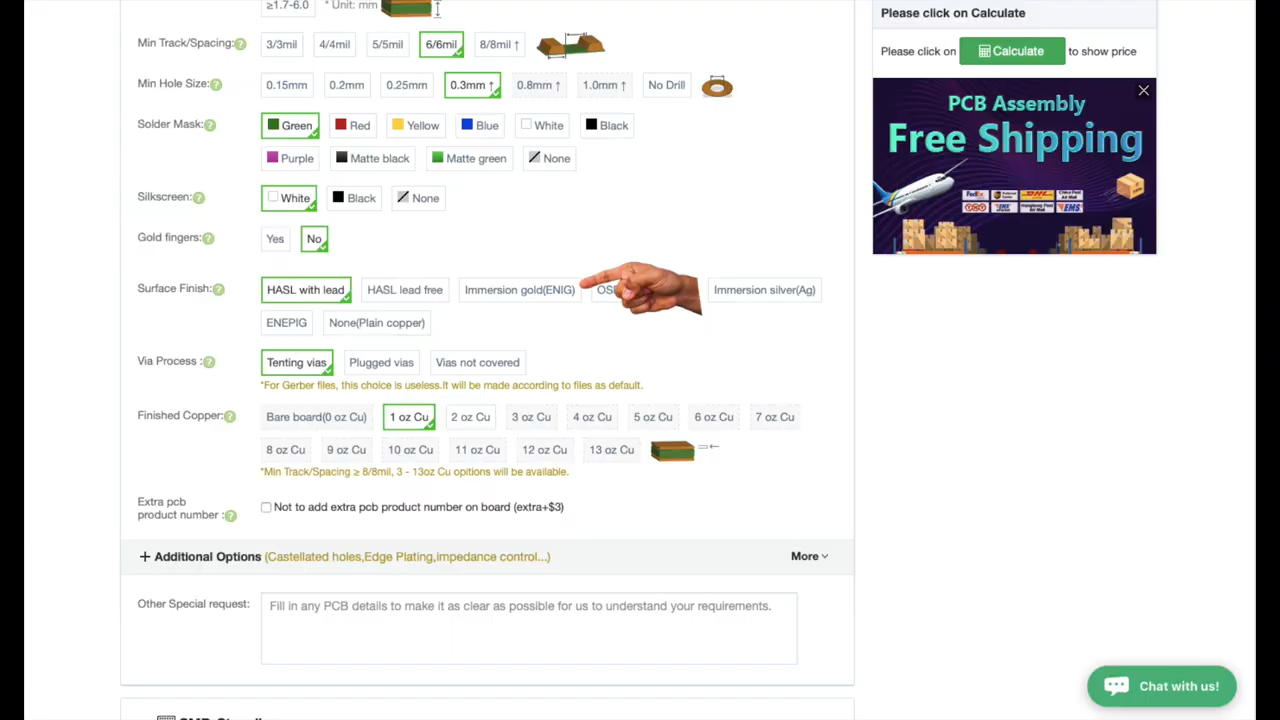 ≥1.7-6.0 * Unit: mm
Min Track/Spacing: ? 3/3mil 4/4mil 5/5mil 6/6mil 8/8mil ↑
Min Hole Size: ? 0.15mm 0.2mm 0.25mm 0.3mm ↑ 0.8mm ↑ 1.0mm ↑ No Drill
Solder Mask: ? Green Red Yellow Blue White Black
Purple Matte black Matte green None
Silkscreen: ? White Black None
Gold fingers: ? Yes No
Surface Finish: ? HASL with lead HASL lead free Immersion gold(ENIG) Immersion silver(Ag)
ENEPIG None(Plain copper)
Via Process : ? Tenting vias Plugged vias Vias not covered
*For Gerber files, this choice is useless.It will be made according to files as default.
Finished Copper: ? Bare board(0 oz Cu) 1 oz Cu 2 oz Cu 3 oz Cu 4 oz Cu 5 oz Cu 6 oz Cu 7 oz Cu
8 oz Cu 9 oz Cu 10 oz Cu 11 oz Cu 12 oz Cu 13 oz Cu
*Min Track/Spacing ≥ 8/8mil, 3 - 13oz Cu opitions will be available.
Extra pcb
product number : ? Not to add extra pcb product number on board (extra+$3)
+ Additional Options (Castellated holes,Edge Plating,impedance control...) More
Other Special request: Fill in any PCB details to make it as clear as possible for us to understand your requirements.
Please click on Calculate
Please click on Calculate to show price
PCB Assembly
Free Shipping
FedEx DHL
EMS
Chat with us!